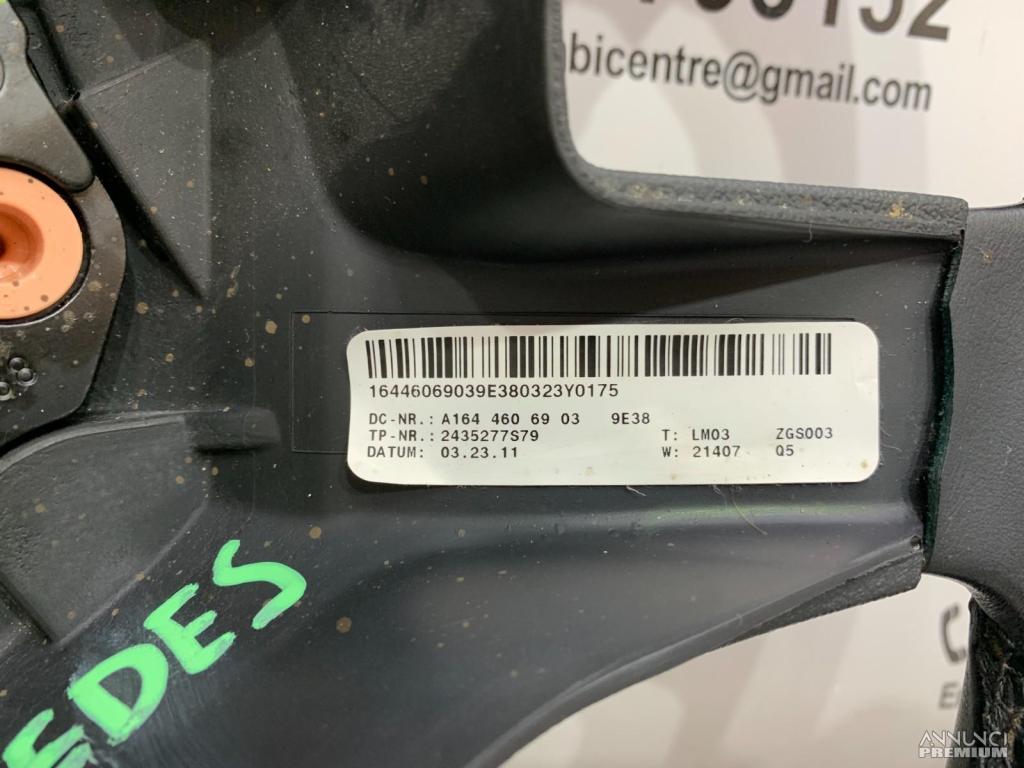 bicentre@gmail.com
16446069039E380323Y0175
DC-NR.: A164 460 69 03 9E38
TP-NR.: 2435277S79 T: LM03 ZGS003
DATUM: 03.23.11 W: 21407 Q5
EDES
ANNUNCI
PREMIUM